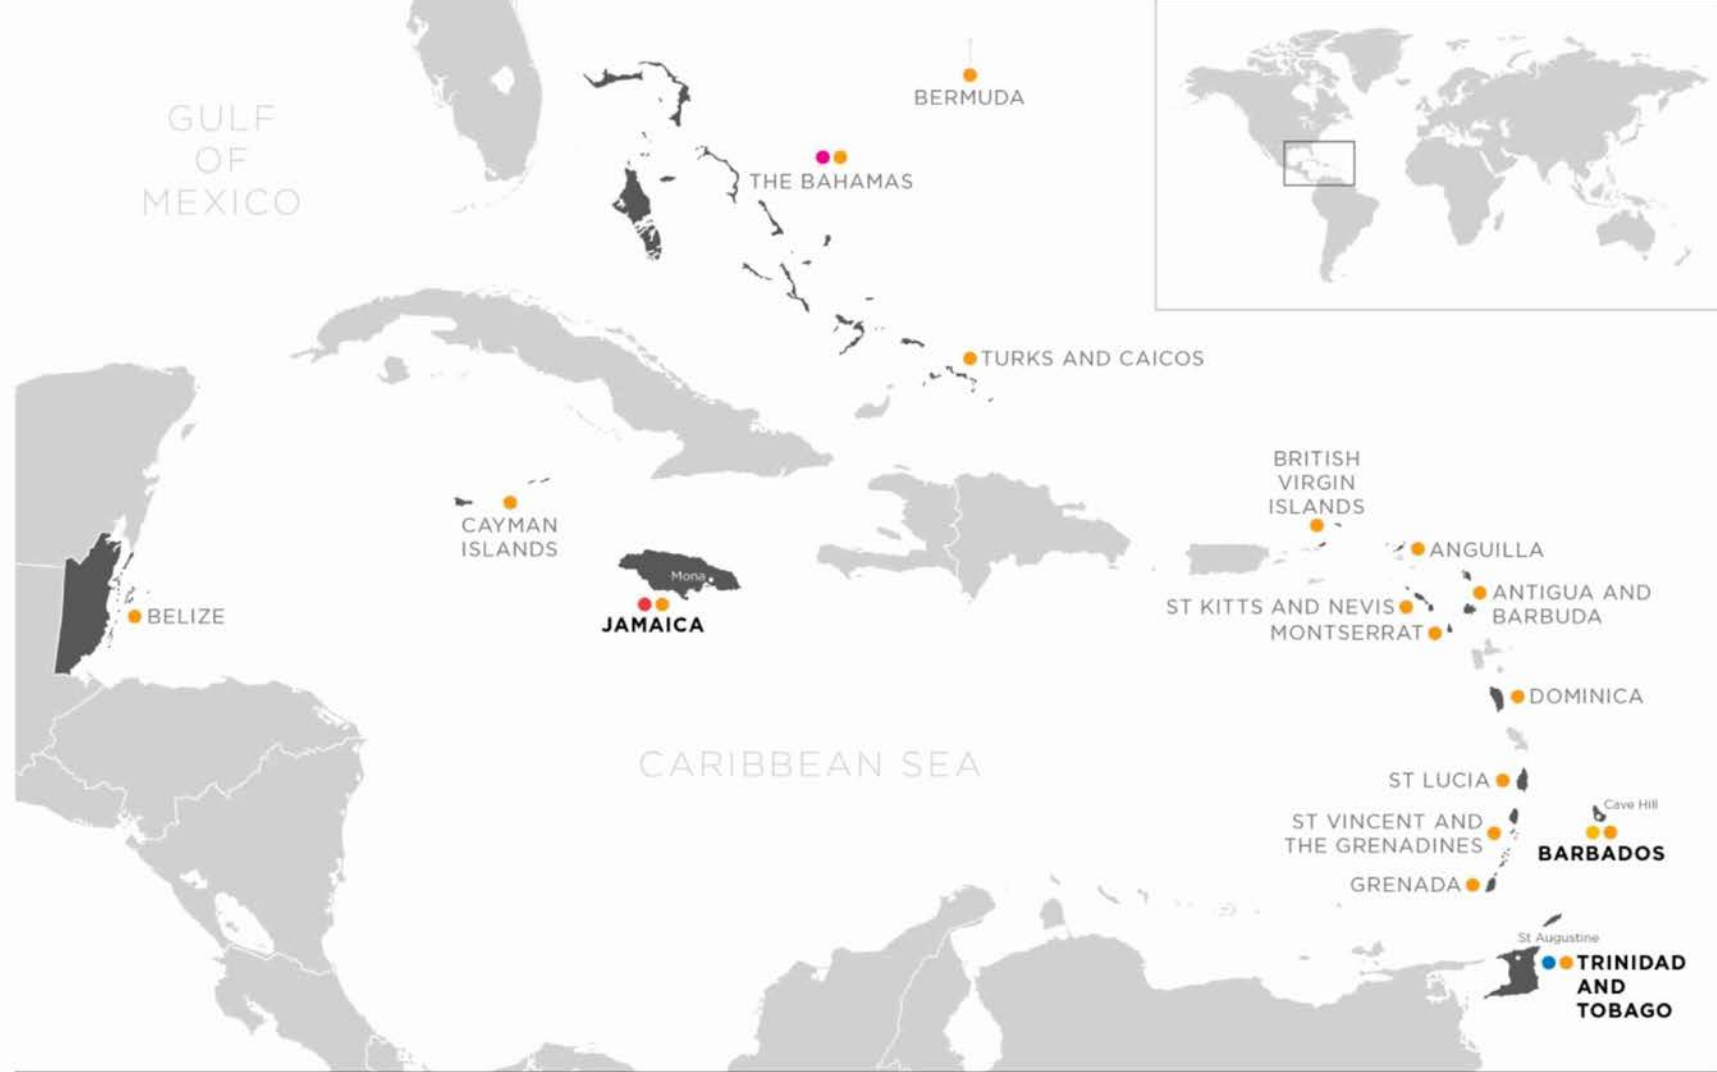 GULF
OF
MEXICO
BERMUDA
THE BAHAMAS
TURKS AND CAICOS
BRITISH
VIRGIN
ISLANDS
CAYMAN
ISLANDS
ANGUILLA
Mona
ANTIGUA AND
BARBUDA
ST KITTS AND NEVIS
BELIZE
JAMAICA
MONTSERRAT
DOMINICA
CARIBBEAN SEA
ST LUCIA
Cave Hill
ST VINCENT AND
THE GRENADINES
BARBADOS
GRENADA
St Augustine
TRINIDAD
AND
TOBAGO